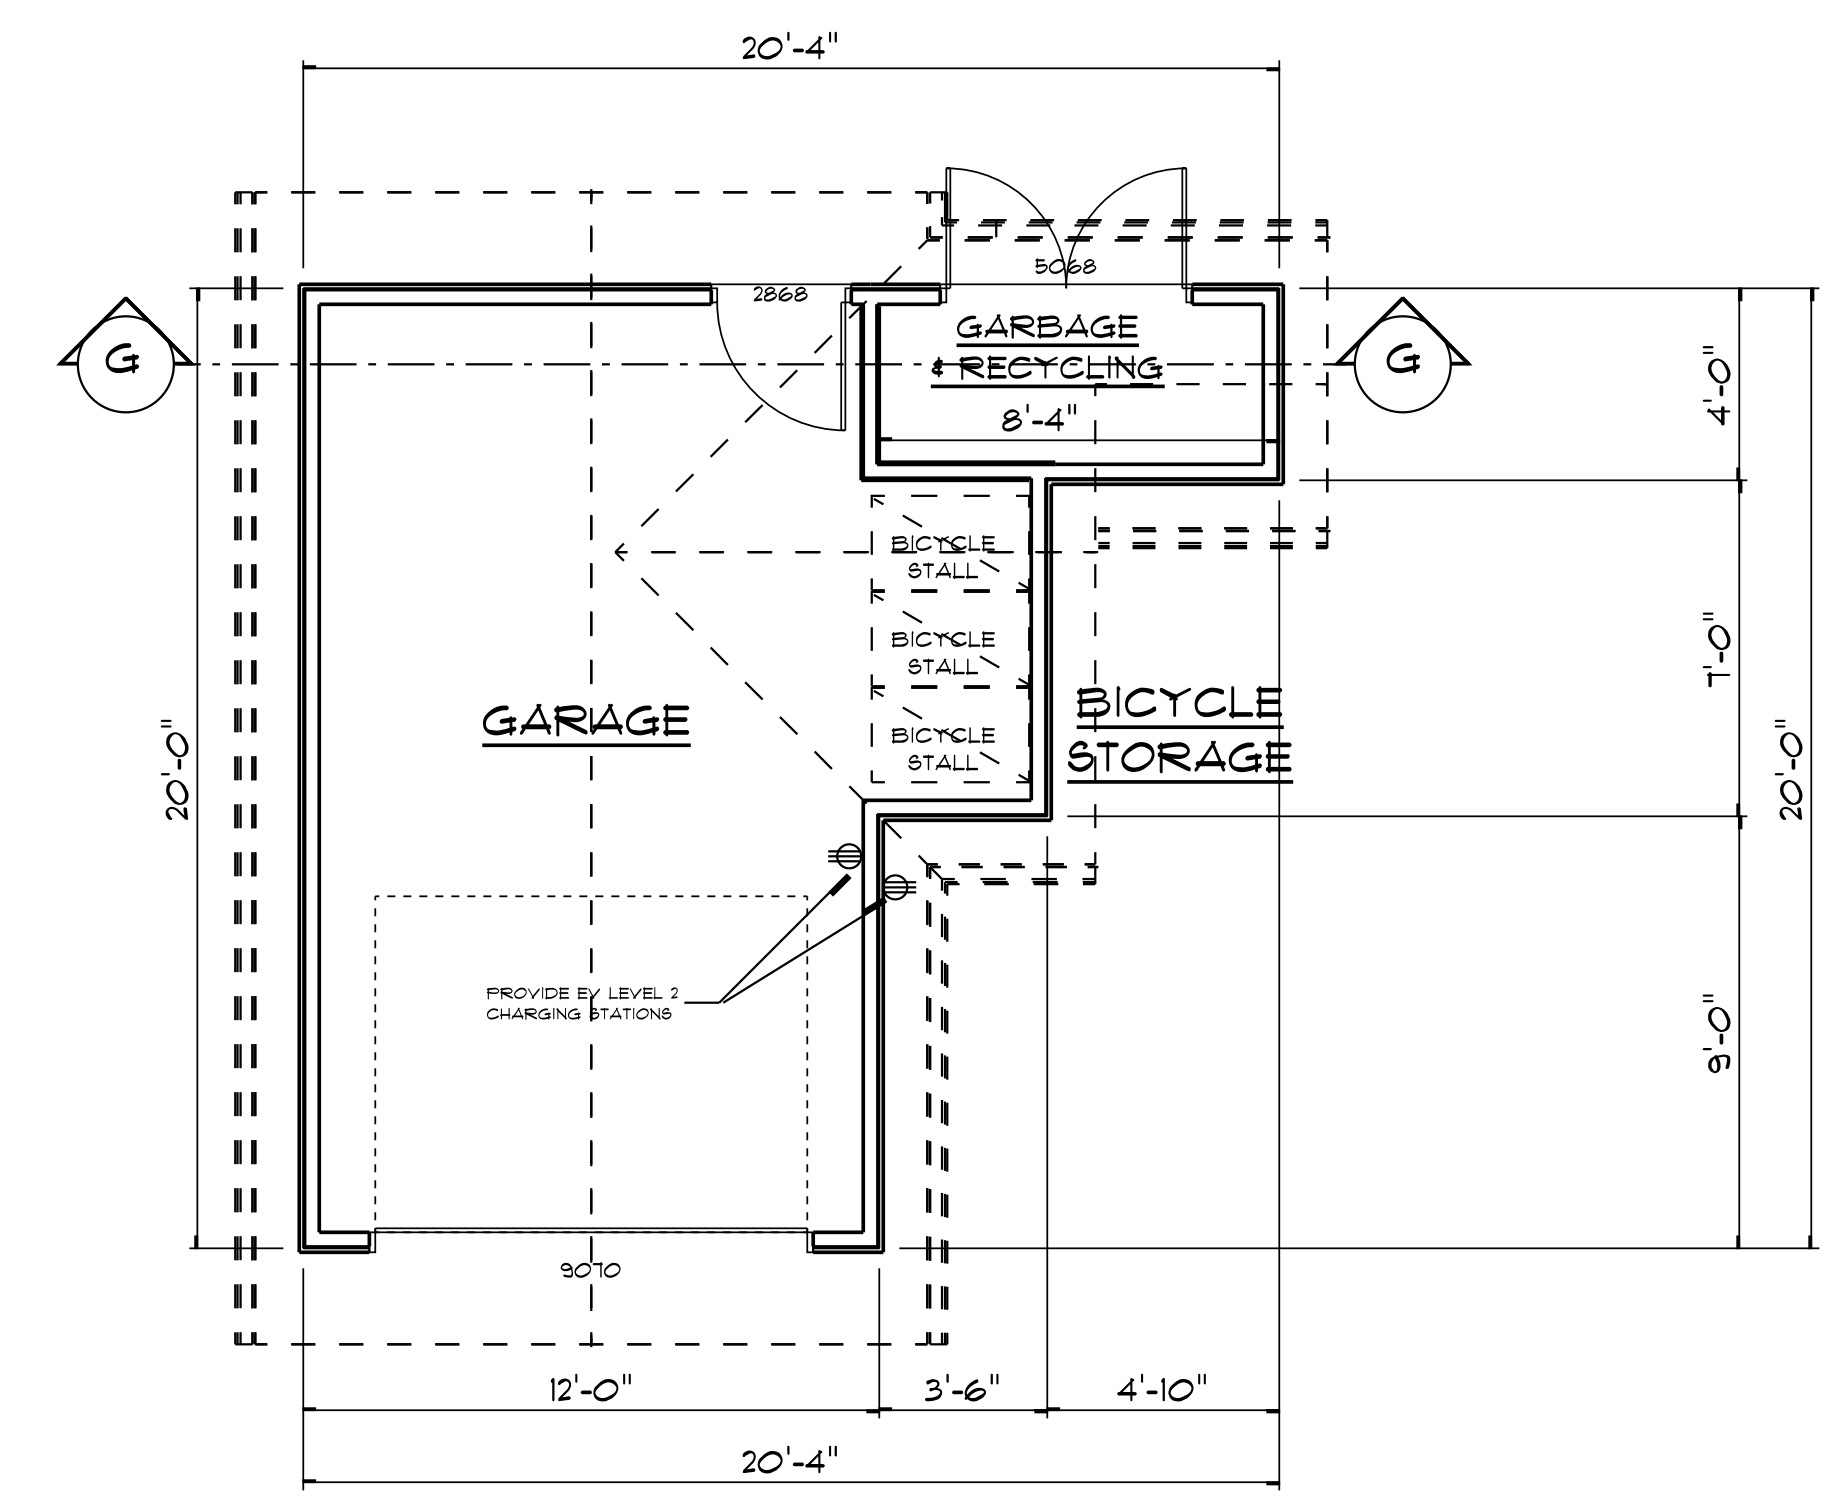 20'-4"
5068
2868
G
GARBAGE
& RECYCLING
G
8'-4"
4'-0"
BICYCLE
STALL
BICYCLE
STALL
7'-0"
BICYCLE
STALL
GARAGE
BICYCLE
STORAGE
20'-0"
20'-0"
PROVIDE EV LEVEL 2
CHARGING STATIONS
9'-0"
9070
12'-0"
3'-6"
4'-10"
20'-4"